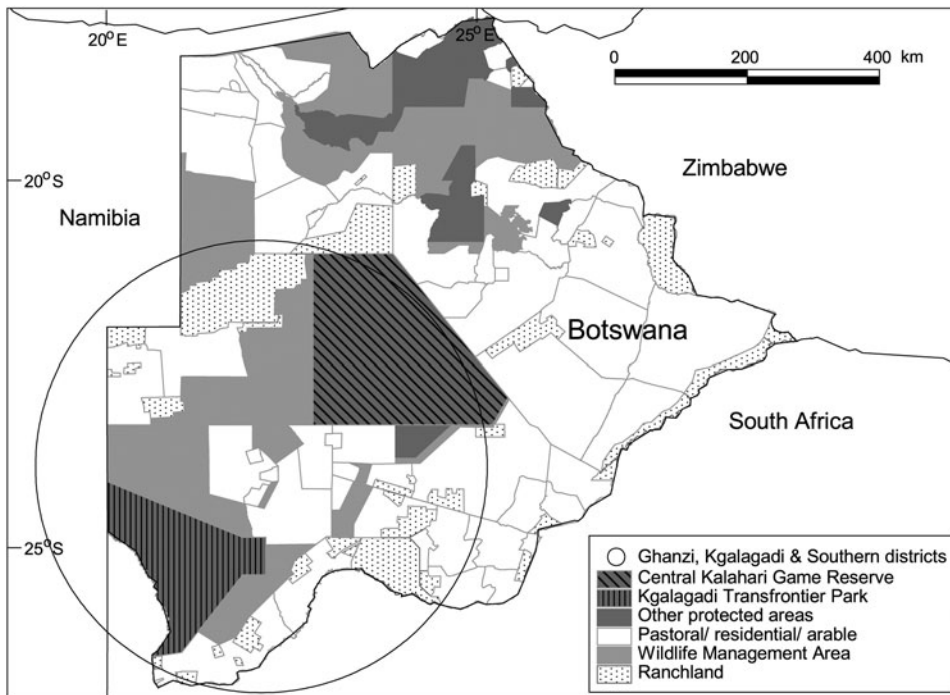 20° E
25° E
0 200 400 km
20° S
Zimbabwe
Namibia
Botswana
South Africa
25° S
Ghanzi, Kgalagadi & Southern districts
Central Kalahari Game Reserve
Kgalagadi Transfrontier Park
Other protected areas
Pastoral/ residential/ arable
Wildlife Management Area
Ranchland